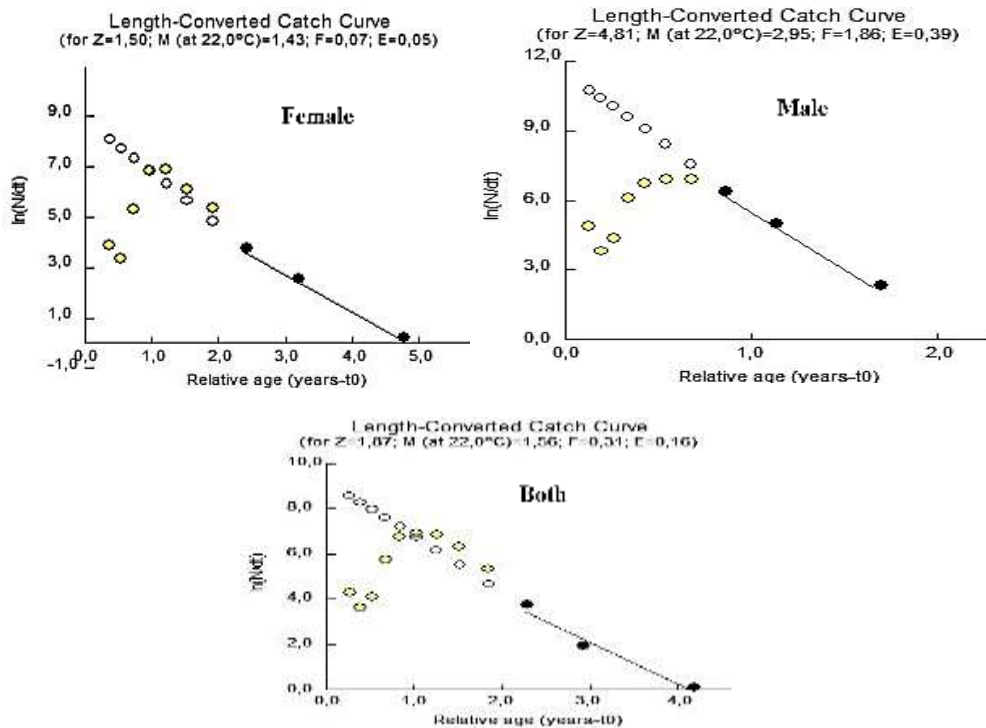 Length-Converted Catch Curve
(for Z=1,50; M (at 22,0°C)=1,43; F=0,07; E=0,05)
Female
ln(N/dt)
9,0
7,0
5,0
3,0
1,0
-1,0
0,0 1,0 2,0 3,0 4,0 5,0
Relative age (years-t0)
Length-Converted Catch Curve
(for Z=4,81; M (at 22,0°C)=2,95; F=1,86; E=0,39)
Male
ln(N/dt)
12,0
9,0
6,0
3,0
0,0
0,0 1,0 2,0
Relative age (years-t0)
Length-Converted Catch Curve
(for Z=1,87; M (at 22,0°C)=1,56; F=0,31; E=0,16)
Both
ln(N/dt)
10,0
8,0
6,0
4,0
2,0
0,0
0,0 1,0 2,0 3,0 4,0
Relative age (years-t0)